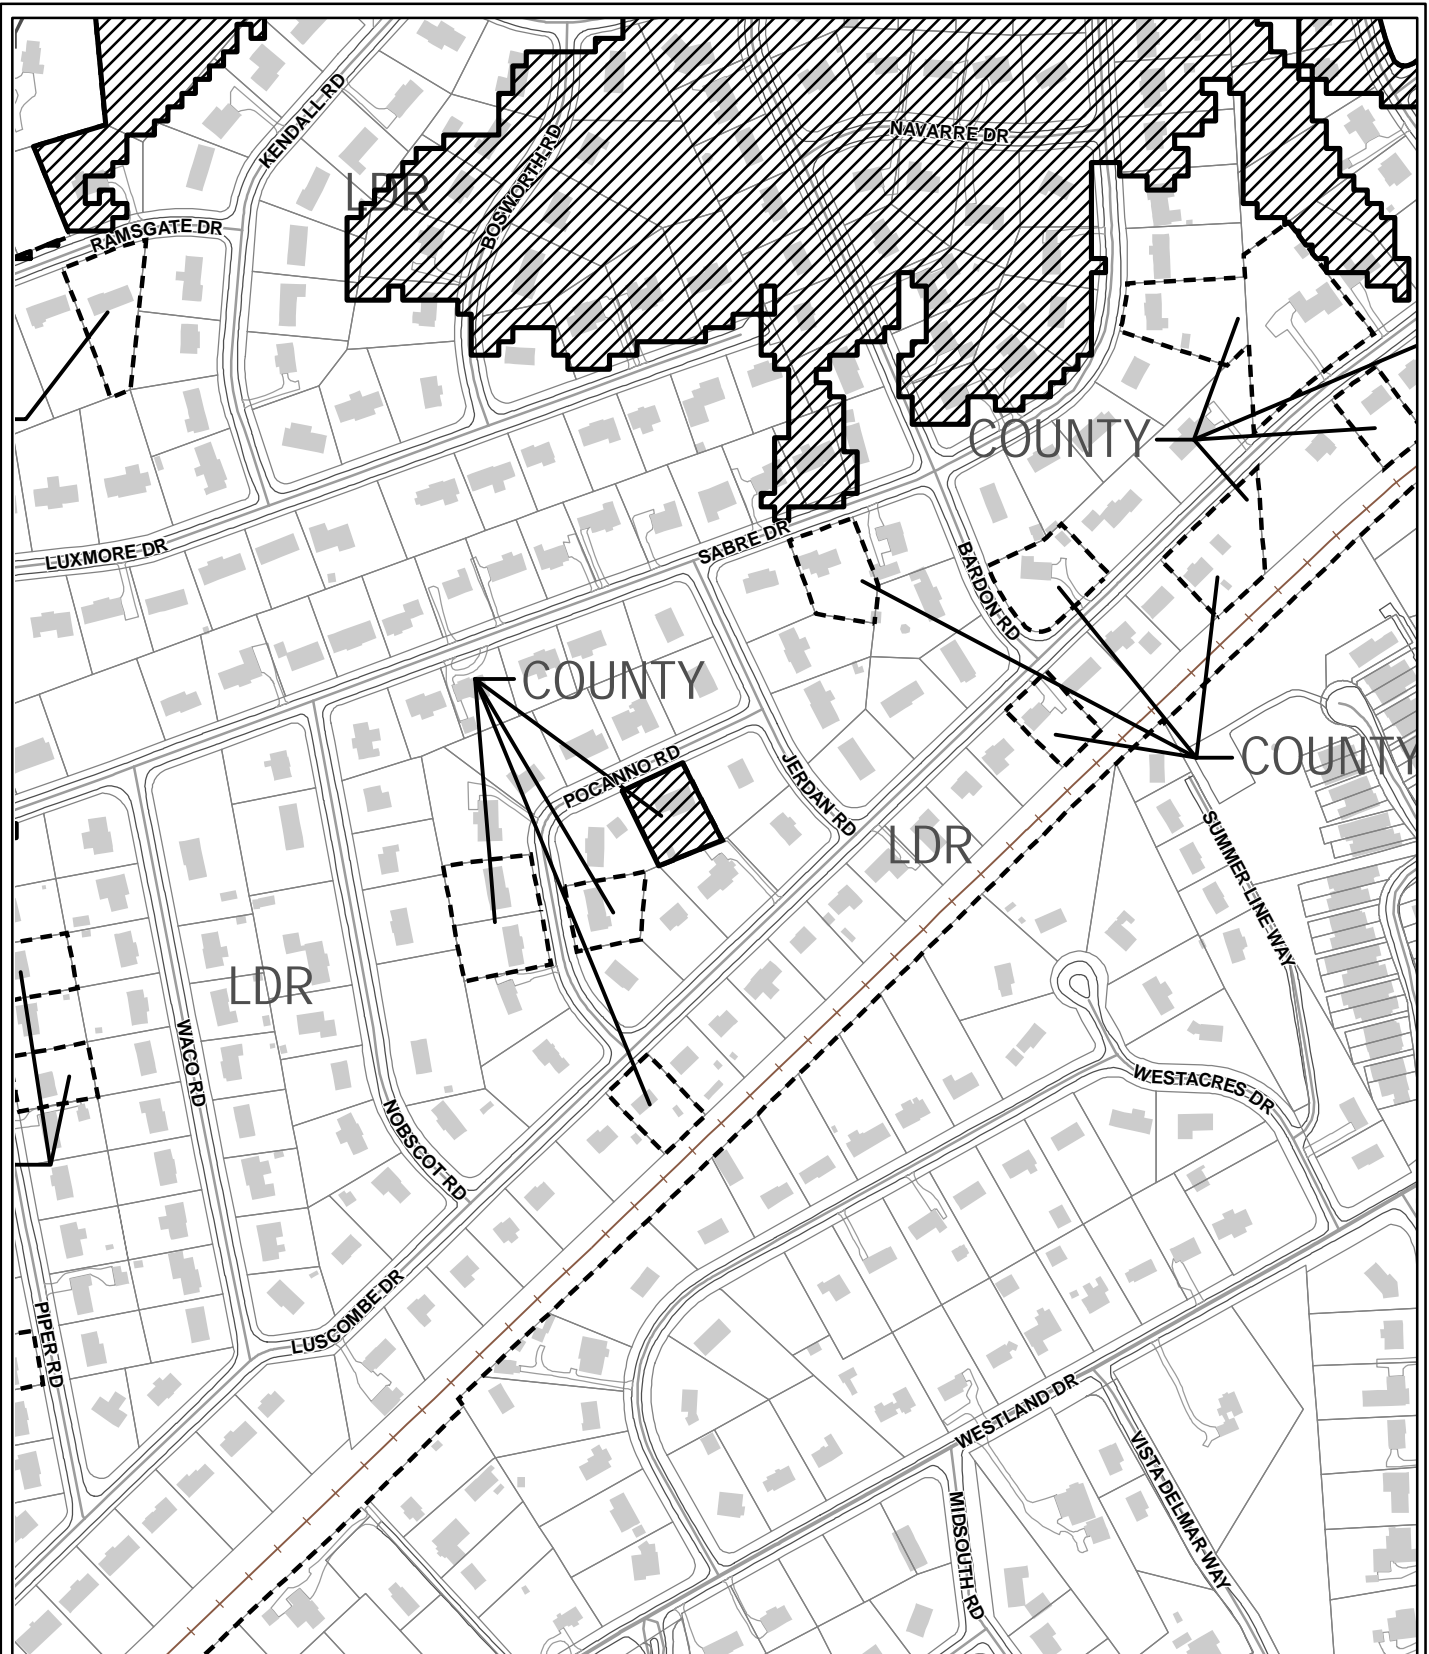 KENDALL RD
NAVARRE DR
LDR
BOSWORTH RD
RAMSGATE DR
COUNTY
LUXMORE DR
SABRE DR
BARDON RD
COUNTY
POCANNO RD
JERDAN RD
COUNTY
LDR
SUMMER LINE WAY
LDR
WACO RD
NOBSCOT RD
WESTACRES DR
LUSCOMBE DR
PIPER RD
WESTLAND DR
VISTA DEL MAR WAY
MIDSOUTH RD